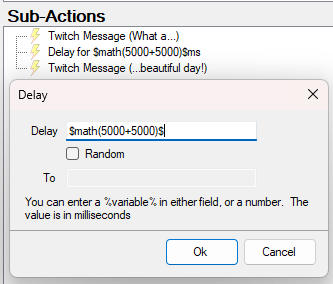 Sub-Actions
Twitch Message (What a...)
Delay for $math(5000+5000)$ms
Twitch Message (...beautiful day!)
Delay
Delay $math(5000+5000)$
Random
To
You can enter a %variable% in either field, or a number. The
value is in milliseconds
Ok Cancel